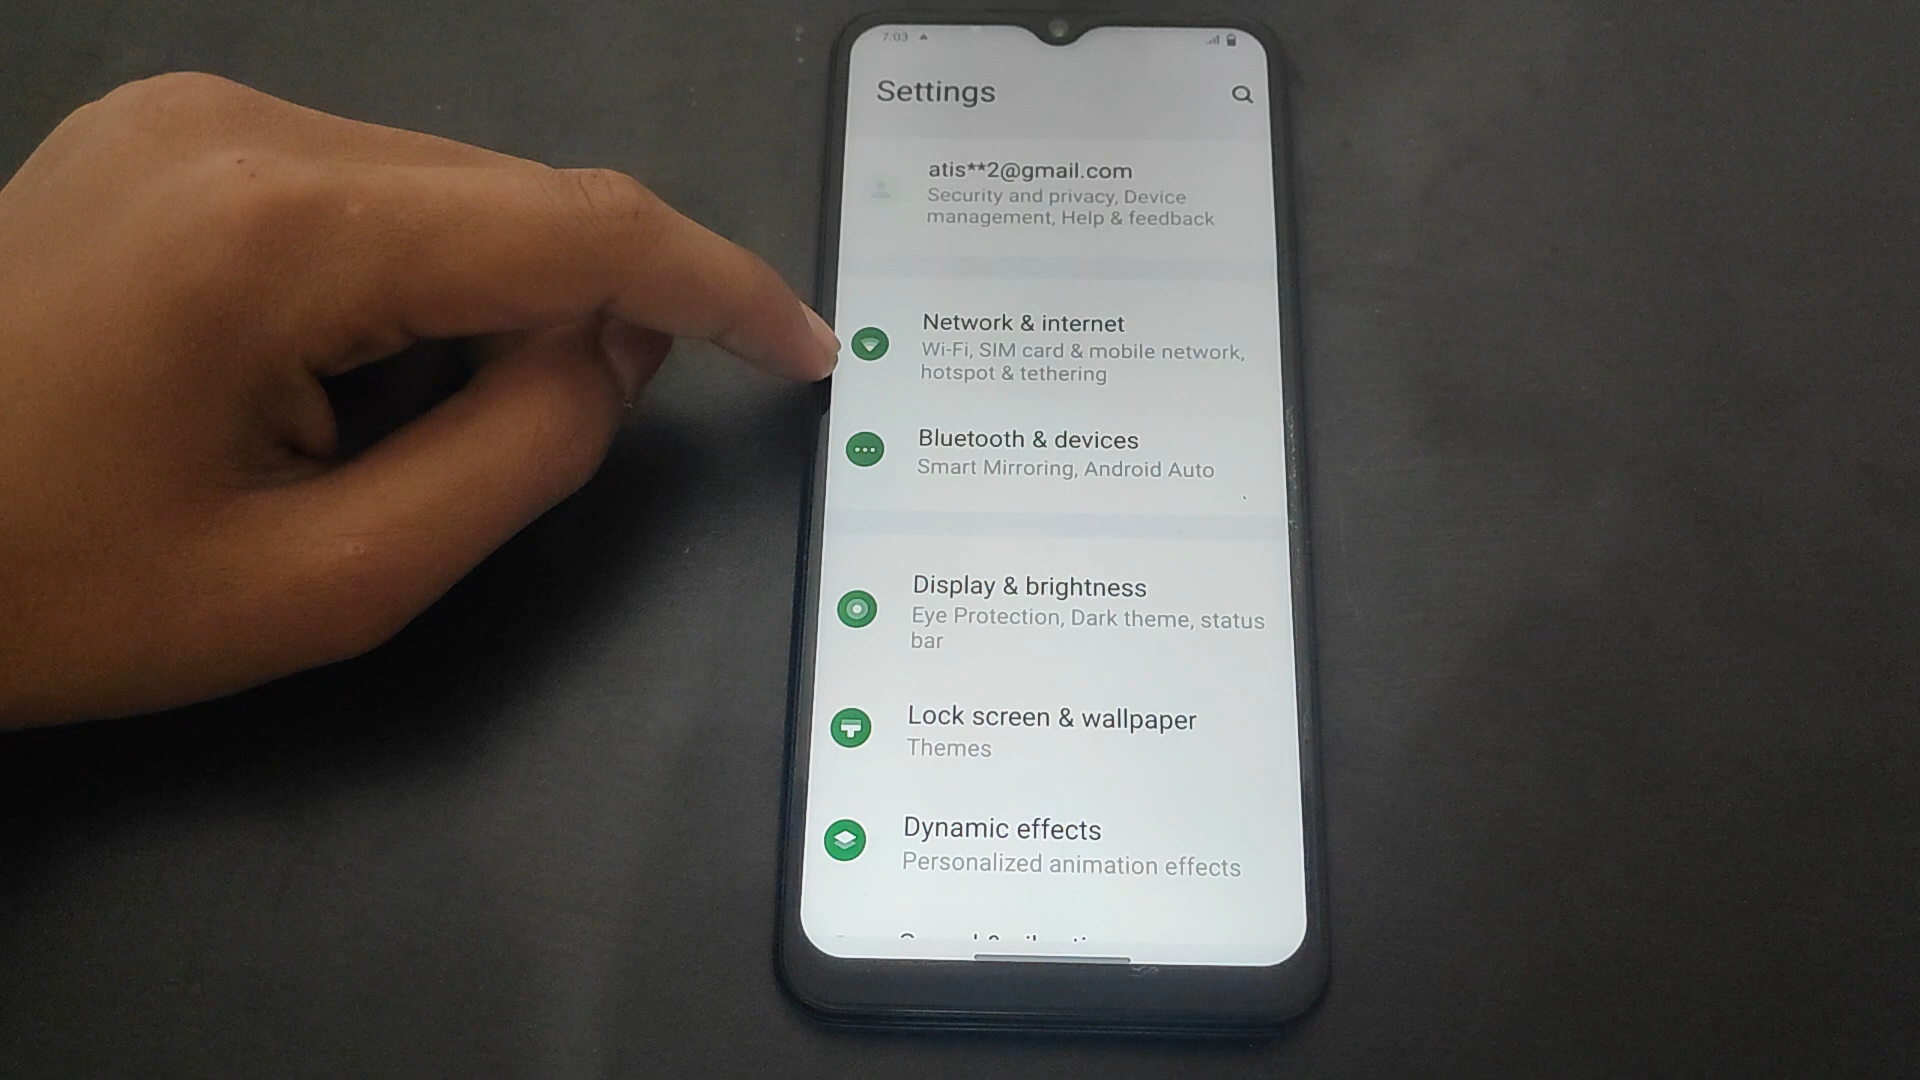 7:03
Settings
atis**2@gmail.com
Security and privacy, Device
management, Help & feedback
Network & internet
Wi-Fi, SIM card & mobile network,
hotspot & tethering
Bluetooth & devices
Smart Mirroring, Android Auto
Display & brightness
Eye Protection, Dark theme, status
bar
Lock screen & wallpaper
Themes
Dynamic effects
Personalized animation effects